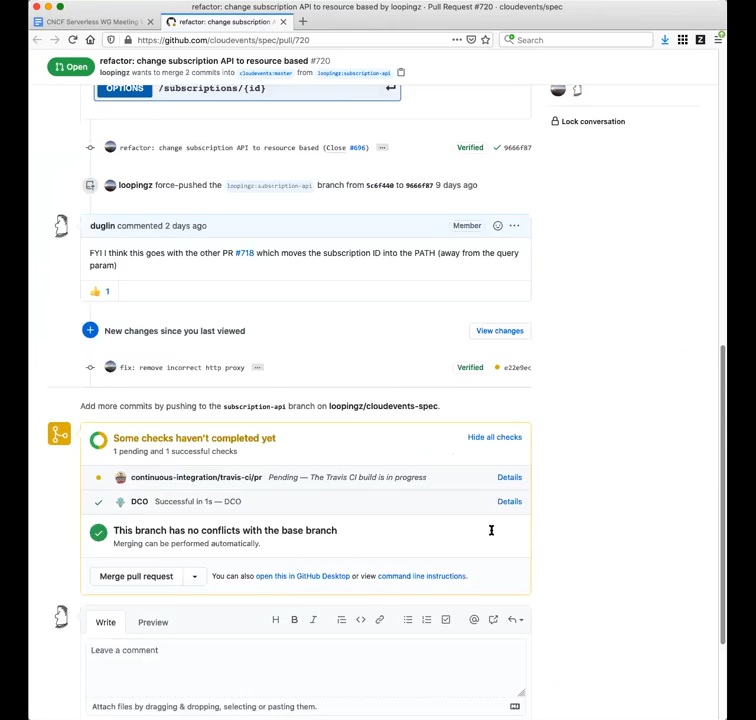 refactor: change subscription API to resource based by loopingz · Pull Request #720 · cloudevents/spec
CNCF Serverless WG Meeting
refactor: change subscription A
https://github.com/cloudevents/spec/pull/720
Search
Open
refactor: change subscription API to resource based #720
loopingz wants to merge 2 commits into cloudevents:master from loopingz:subscription-api
OPTIONS /subscriptions/{id}
Lock conversation
refactor: change subscription API to resource based (Close #696) Verified 9666f87
loopingz force-pushed the loopingz:subscription-api branch from 5c6f440 to 9666f87 9 days ago
duglin commented 2 days ago Member
FYI I think this goes with the other PR #718 which moves the subscription ID into the PATH (away from the query
param)
👍 1
New changes since you last viewed View changes
fix: remove incorrect http proxy Verified e22e9ec
Add more commits by pushing to the subscription-api branch on loopingz/cloudevents-spec.
Some checks haven't completed yet Hide all checks
1 pending and 1 successful checks
continuous-integration/travis-ci/pr Pending — The Travis CI build is in progress Details
DCO Successful in 1s — DCO Details
This branch has no conflicts with the base branch
Merging can be performed automatically.
Merge pull request You can also open this in GitHub Desktop or view command line instructions.
Write Preview
Leave a comment
Attach files by dragging & dropping, selecting or pasting them.